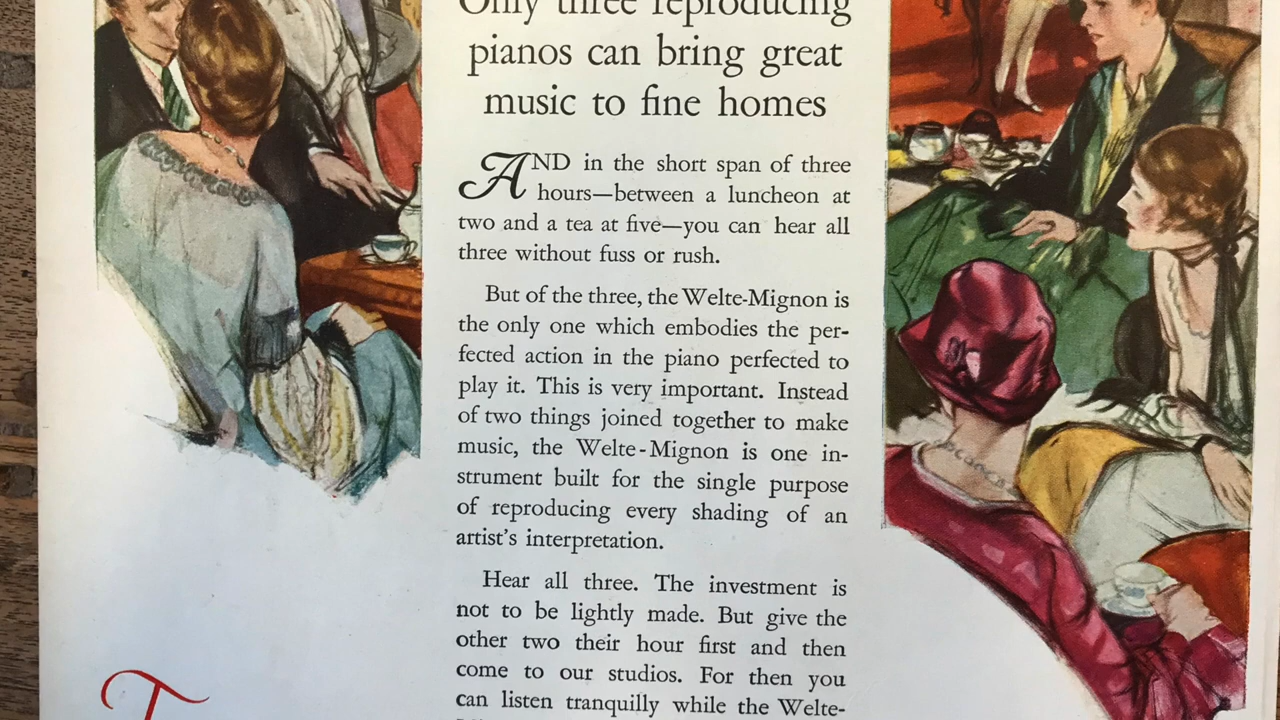 Only three reproducing
pianos can bring great
music to fine homes
AND in the short span of three
hours—between a luncheon at
two and a tea at five—you can hear all
three without fuss or rush.
But of the three, the Welte-Mignon is
the only one which embodies the per-
fected action in the piano perfected to
play it. This is very important. Instead
of two things joined together to make
music, the Welte-Mignon is one in-
strument built for the single purpose
of reproducing every shading of an
artist's interpretation.
Hear all three. The investment is
not to be lightly made. But give the
other two their hour first and then
come to our studios. For then you
can listen tranquilly while the Welte-
T